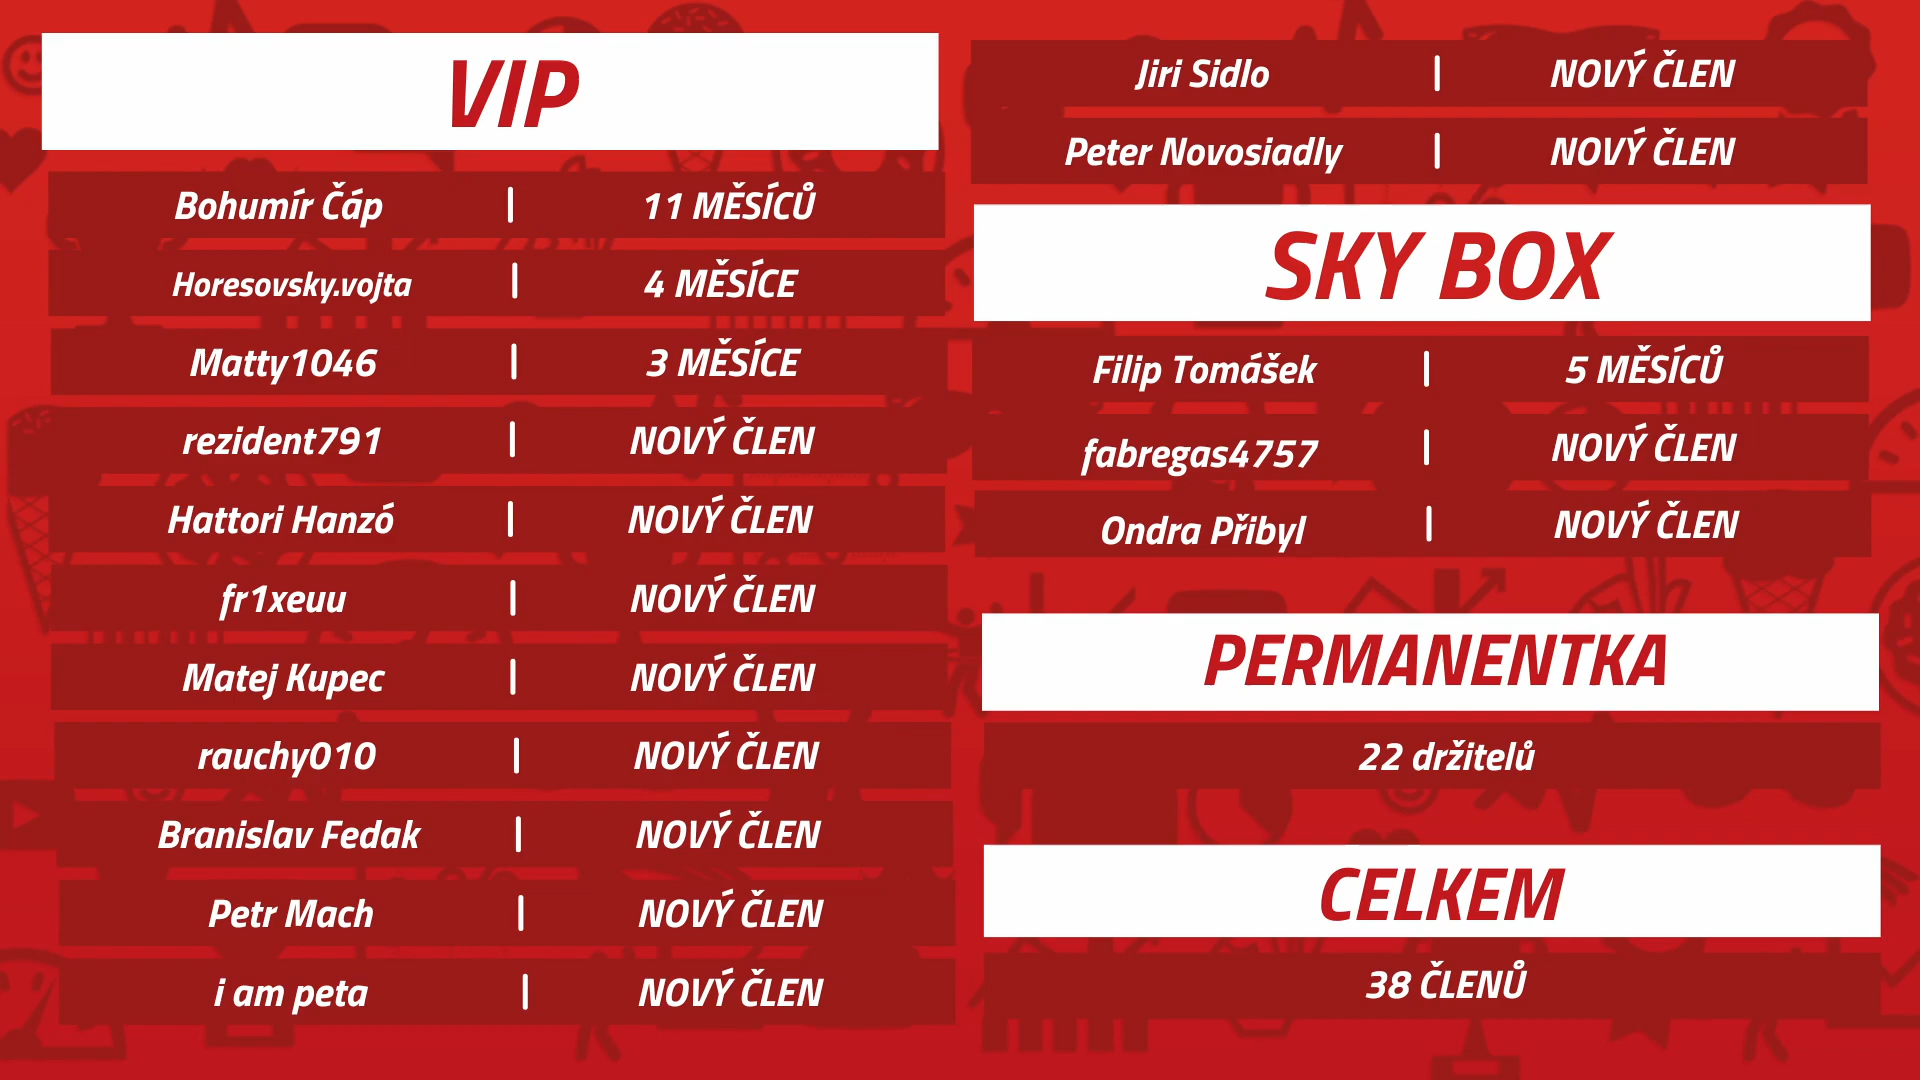 VIP
Bohumír Čáp | 11 MĚSÍCŮ
Horesovsky.vojta | 4 MĚSÍCE
Matty1046 | 3 MĚSÍCE
rezident791 | NOVÝ ČLEN
Hattori Hanzó | NOVÝ ČLEN
fr1xeuu | NOVÝ ČLEN
Matej Kupec | NOVÝ ČLEN
rauchy010 | NOVÝ ČLEN
Branislav Fedak | NOVÝ ČLEN
Petr Mach | NOVÝ ČLEN
i am peta | NOVÝ ČLEN
Jiri Sidlo | NOVÝ ČLEN
Peter Novosiadly | NOVÝ ČLEN
SKY BOX
Filip Tomášek | 5 MĚSÍCŮ
fabregas4757 | NOVÝ ČLEN
Ondra Přibyl | NOVÝ ČLEN
PERMANENTKA
22 držitelů
CELKEM
38 ČLENŮ